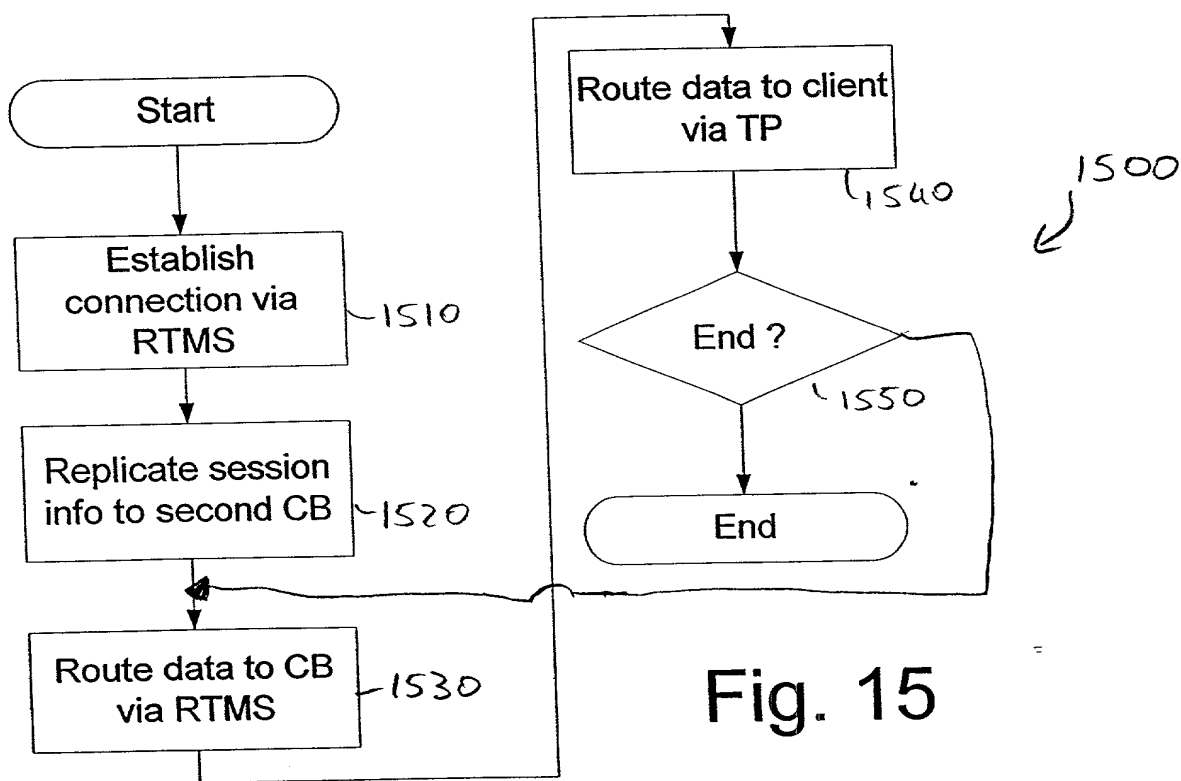 Start
Establish
connection via
RTMS
1510
Replicate session
info to second CB
1520
Route data to CB
via RTMS
1530
Route data to client
via TP
1540
1500
End ?
1550
End
Fig. 15